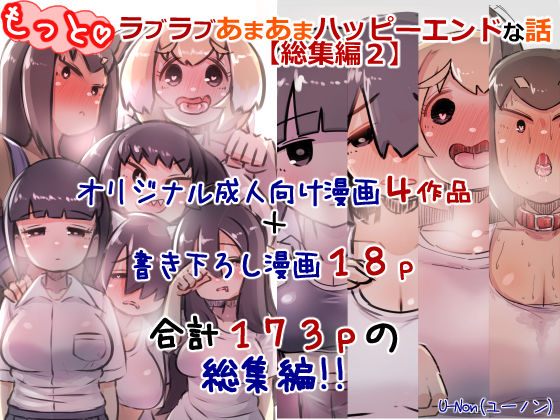 もっと♡ラブラブあまあまハッピーエンドな話
【総集編２】
オリジナル成人向け漫画４作品
＋
書き下ろし漫画１８ｐ
合計１７３ｐの
総集編!!
U-Non(ユーノン)